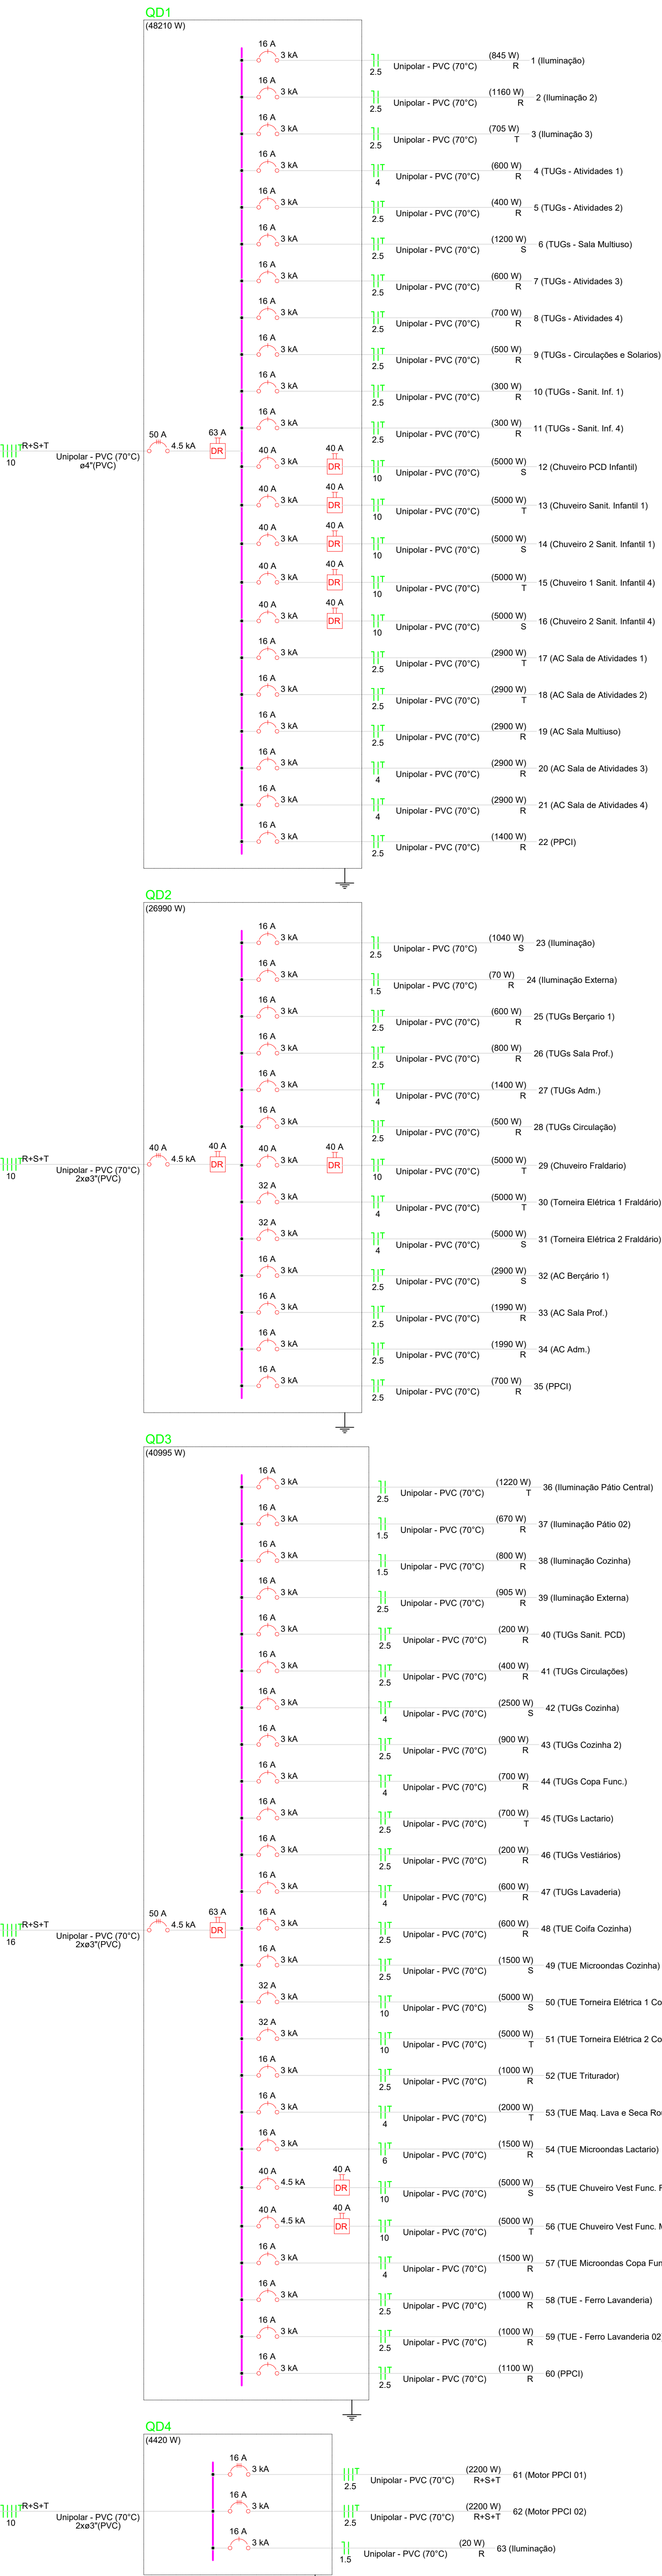 QD1
(48210 W)
R+S+T
10
Unipolar - PVC (70°C)
ø4"(PVC)
50 A
4.5 kA
63 A
DR
16 A 3 kA 2.5 Unipolar - PVC (70°C) (845 W) R 1 (Iluminação)
16 A 3 kA 2.5 Unipolar - PVC (70°C) (1160 W) R 2 (Iluminação 2)
16 A 3 kA 2.5 Unipolar - PVC (70°C) (705 W) T 3 (Iluminação 3)
16 A 3 kA T 4 Unipolar - PVC (70°C) (600 W) R 4 (TUGs - Atividades 1)
16 A 3 kA T 2.5 Unipolar - PVC (70°C) (400 W) R 5 (TUGs - Atividades 2)
16 A 3 kA T 2.5 Unipolar - PVC (70°C) (1200 W) S 6 (TUGs - Sala Multiuso)
16 A 3 kA T 2.5 Unipolar - PVC (70°C) (600 W) R 7 (TUGs - Atividades 3)
16 A 3 kA T 2.5 Unipolar - PVC (70°C) (700 W) R 8 (TUGs - Atividades 4)
16 A 3 kA T 2.5 Unipolar - PVC (70°C) (500 W) R 9 (TUGs - Circulações e Solarios)
16 A 3 kA T 2.5 Unipolar - PVC (70°C) (300 W) R 10 (TUGs - Sanit. Inf. 1)
16 A 3 kA T 2.5 Unipolar - PVC (70°C) (300 W) R 11 (TUGs - Sanit. Inf. 4)
40 A 3 kA 40 A DR T 10 Unipolar - PVC (70°C) (5000 W) S 12 (Chuveiro PCD Infantil)
40 A 3 kA 40 A DR T 10 Unipolar - PVC (70°C) (5000 W) T 13 (Chuveiro Sanit. Infantil 1)
40 A 3 kA 40 A DR T 10 Unipolar - PVC (70°C) (5000 W) S 14 (Chuveiro 2 Sanit. Infantil 1)
40 A 3 kA 40 A DR T 10 Unipolar - PVC (70°C) (5000 W) T 15 (Chuveiro 1 Sanit. Infantil 4)
40 A 3 kA 40 A DR T 10 Unipolar - PVC (70°C) (5000 W) S 16 (Chuveiro 2 Sanit. Infantil 4)
16 A 3 kA T 2.5 Unipolar - PVC (70°C) (2900 W) T 17 (AC Sala de Atividades 1)
16 A 3 kA T 2.5 Unipolar - PVC (70°C) (2900 W) T 18 (AC Sala de Atividades 2)
16 A 3 kA T 2.5 Unipolar - PVC (70°C) (2900 W) R 19 (AC Sala Multiuso)
16 A 3 kA T 4 Unipolar - PVC (70°C) (2900 W) R 20 (AC Sala de Atividades 3)
16 A 3 kA T 4 Unipolar - PVC (70°C) (2900 W) R 21 (AC Sala de Atividades 4)
16 A 3 kA T 2.5 Unipolar - PVC (70°C) (1400 W) R 22 (PPCI)
QD2
(26990 W)
R+S+T
10
Unipolar - PVC (70°C)
2xø3"(PVC)
40 A
4.5 kA
40 A
DR
16 A 3 kA T 2.5 Unipolar - PVC (70°C) (1040 W) S 23 (Iluminação)
16 A 3 kA T 1.5 Unipolar - PVC (70°C) (70 W) R 24 (Iluminação Externa)
16 A 3 kA T 2.5 Unipolar - PVC (70°C) (600 W) R 25 (TUGs Berçario 1)
16 A 3 kA T 2.5 Unipolar - PVC (70°C) (800 W) R 26 (TUGs Sala Prof.)
16 A 3 kA T 4 Unipolar - PVC (70°C) (1400 W) R 27 (TUGs Adm.)
16 A 3 kA T 2.5 Unipolar - PVC (70°C) (500 W) R 28 (TUGs Circulação)
40 A 3 kA 40 A DR T 10 Unipolar - PVC (70°C) (5000 W) T 29 (Chuveiro Fraldario)
32 A 3 kA T 4 Unipolar - PVC (70°C) (5000 W) T 30 (Torneira Elétrica 1 Fraldário)
32 A 3 kA T 4 Unipolar - PVC (70°C) (5000 W) S 31 (Torneira Elétrica 2 Fraldário)
16 A 3 kA T 2.5 Unipolar - PVC (70°C) (2900 W) S 32 (AC Berçário 1)
16 A 3 kA T 2.5 Unipolar - PVC (70°C) (1990 W) R 33 (AC Sala Prof.)
16 A 3 kA T 2.5 Unipolar - PVC (70°C) (1990 W) R 34 (AC Adm.)
16 A 3 kA T 2.5 Unipolar - PVC (70°C) (700 W) R 35 (PPCI)
QD3
(40995 W)
R+S+T
16
Unipolar - PVC (70°C)
2xø3"(PVC)
50 A
4.5 kA
63 A
DR
16 A 3 kA 2.5 Unipolar - PVC (70°C) (1220 W) T 36 (Iluminação Pátio Central)
16 A 3 kA 1.5 Unipolar - PVC (70°C) (670 W) R 37 (Iluminação Pátio 02)
16 A 3 kA 1.5 Unipolar - PVC (70°C) (800 W) R 38 (Iluminação Cozinha)
16 A 3 kA 2.5 Unipolar - PVC (70°C) (905 W) R 39 (Iluminação Externa)
16 A 3 kA T 2.5 Unipolar - PVC (70°C) (200 W) R 40 (TUGs Sanit. PCD)
16 A 3 kA T 2.5 Unipolar - PVC (70°C) (400 W) R 41 (TUGs Circulações)
16 A 3 kA T 4 Unipolar - PVC (70°C) (2500 W) S 42 (TUGs Cozinha)
16 A 3 kA T 2.5 Unipolar - PVC (70°C) (900 W) R 43 (TUGs Cozinha 2)
16 A 3 kA T 4 Unipolar - PVC (70°C) (700 W) R 44 (TUGs Copa Func.)
16 A 3 kA T 2.5 Unipolar - PVC (70°C) (700 W) T 45 (TUGs Lactario)
16 A 3 kA T 2.5 Unipolar - PVC (70°C) (200 W) R 46 (TUGs Vestiários)
16 A 3 kA T 4 Unipolar - PVC (70°C) (600 W) R 47 (TUGs Lavaderia)
16 A 3 kA T 2.5 Unipolar - PVC (70°C) (600 W) R 48 (TUE Coifa Cozinha)
16 A 3 kA T 2.5 Unipolar - PVC (70°C) (1500 W) S 49 (TUE Microondas Cozinha)
32 A 3 kA T 10 Unipolar - PVC (70°C) (5000 W) S 50 (TUE Torneira Elétrica 1 Co
32 A 3 kA T 10 Unipolar - PVC (70°C) (5000 W) T 51 (TUE Torneira Elétrica 2 Co
16 A 3 kA T 2.5 Unipolar - PVC (70°C) (1000 W) R 52 (TUE Triturador)
16 A 3 kA T 4 Unipolar - PVC (70°C) (2000 W) T 53 (TUE Maq. Lava e Seca Ro
16 A 3 kA T 6 Unipolar - PVC (70°C) (1500 W) R 54 (TUE Microondas Lactario)
40 A 4.5 kA 40 A DR T 10 Unipolar - PVC (70°C) (5000 W) S 55 (TUE Chuveiro Vest Func. F
40 A 4.5 kA 40 A DR T 10 Unipolar - PVC (70°C) (5000 W) T 56 (TUE Chuveiro Vest Func. M
16 A 3 kA T 4 Unipolar - PVC (70°C) (1500 W) R 57 (TUE Microondas Copa Fun
16 A 3 kA T 2.5 Unipolar - PVC (70°C) (1000 W) R 58 (TUE - Ferro Lavanderia)
16 A 3 kA T 2.5 Unipolar - PVC (70°C) (1000 W) R 59 (TUE - Ferro Lavanderia 02
16 A 3 kA T 2.5 Unipolar - PVC (70°C) (1100 W) R 60 (PPCI)
QD4
(4420 W)
R+S+T
10
Unipolar - PVC (70°C)
2xø3"(PVC)
16 A 3 kA T 2.5 Unipolar - PVC (70°C) (2200 W) R+S+T 61 (Motor PPCI 01)
16 A 3 kA T 2.5 Unipolar - PVC (70°C) (2200 W) R+S+T 62 (Motor PPCI 02)
16 A 3 kA T 1.5 Unipolar - PVC (70°C) (20 W) R 63 (Iluminação)